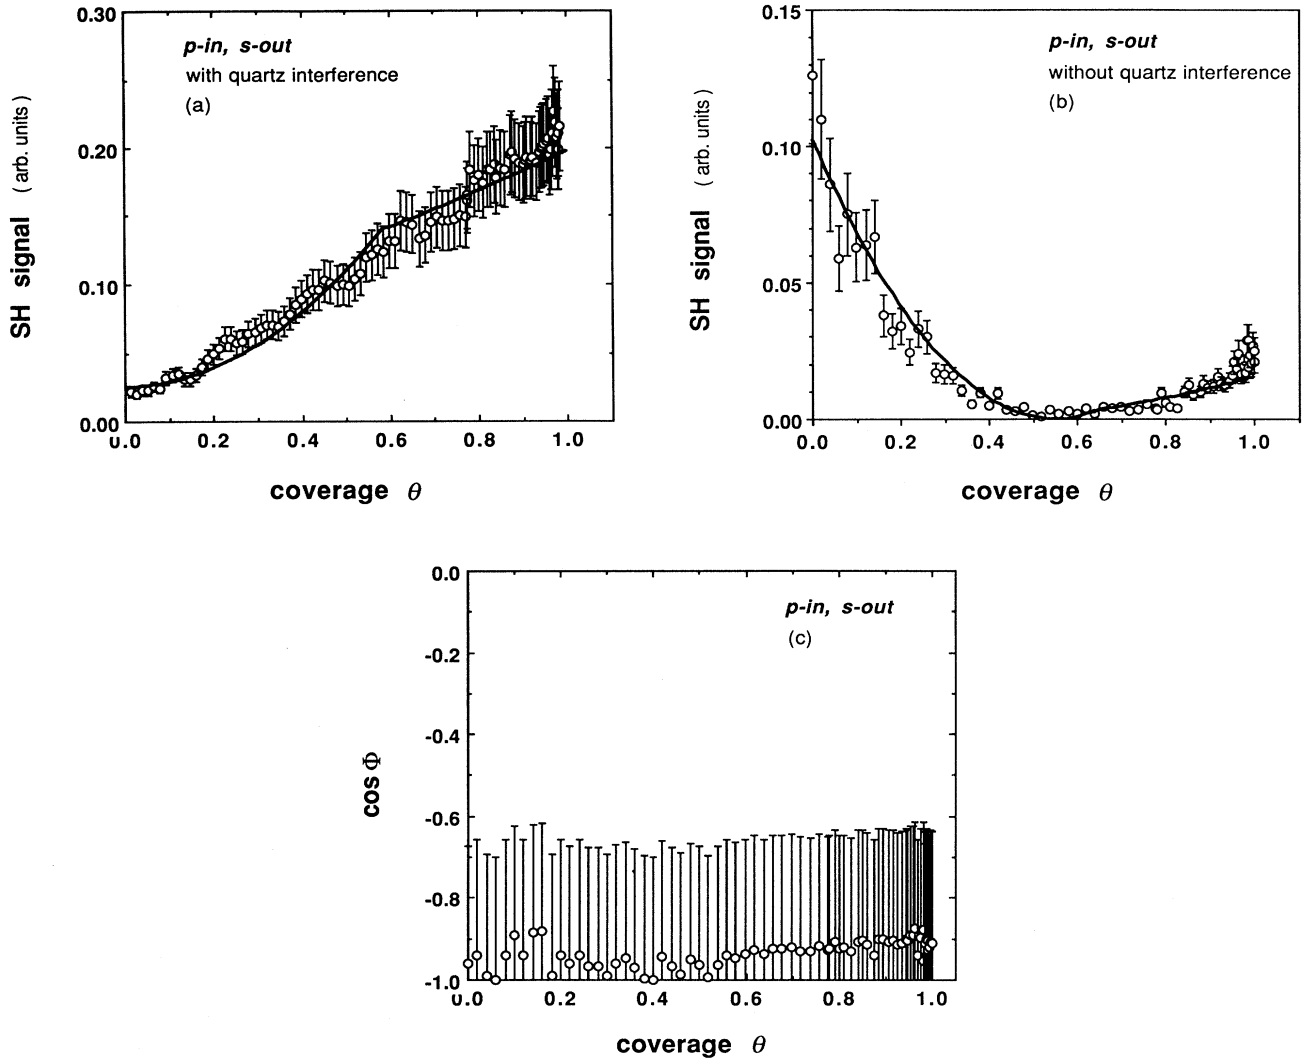 0.30
0.20
0.10
0.00
SH signal (arb. units)
p-in, s-out
with quartz interference
(a)
0.0 0.2 0.4 0.6 0.8 1.0
coverage θ
0.15
0.10
0.05
0.00
SH signal (arb. units)
p-in, s-out
without quartz interference
(b)
0.0 0.2 0.4 0.6 0.8 1.0
coverage θ
0.0
-0.2
-0.4
-0.6
-0.8
-1.0
cos Φ
p-in, s-out
(c)
0.0 0.2 0.4 0.6 0.8 1.0
coverage θ